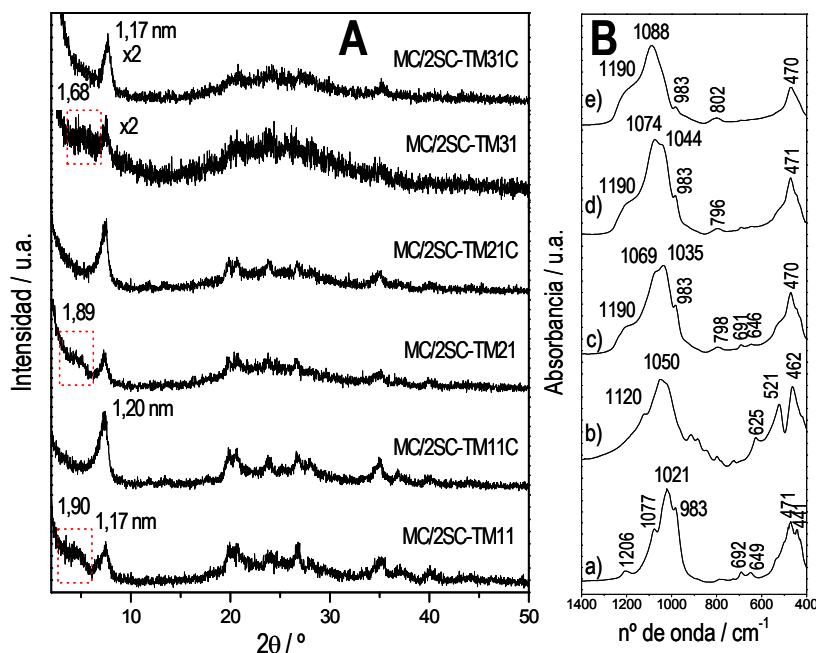 A
1,17 nm
x2
MC/2SC-TM31C
1,68
x2
MC/2SC-TM31
MC/2SC-TM21C
1,89
MC/2SC-TM21
1,20 nm
MC/2SC-TM11C
1,90
1,17 nm
MC/2SC-TM11
Intensidad / u.a.
10
20
30
40
50
2θ / º
B
1088
1190
983
802
470
e)
1074
1044
1190
983
796
471
d)
1069
1035
983
1190
798
691
646
470
c)
1050
1120
625
521
462
b)
1021
1077
983
1206
692
649
471
441
a)
Absorbancia / u.a.
1400
1200
1000
800
600
400
nº de onda / cm⁻¹